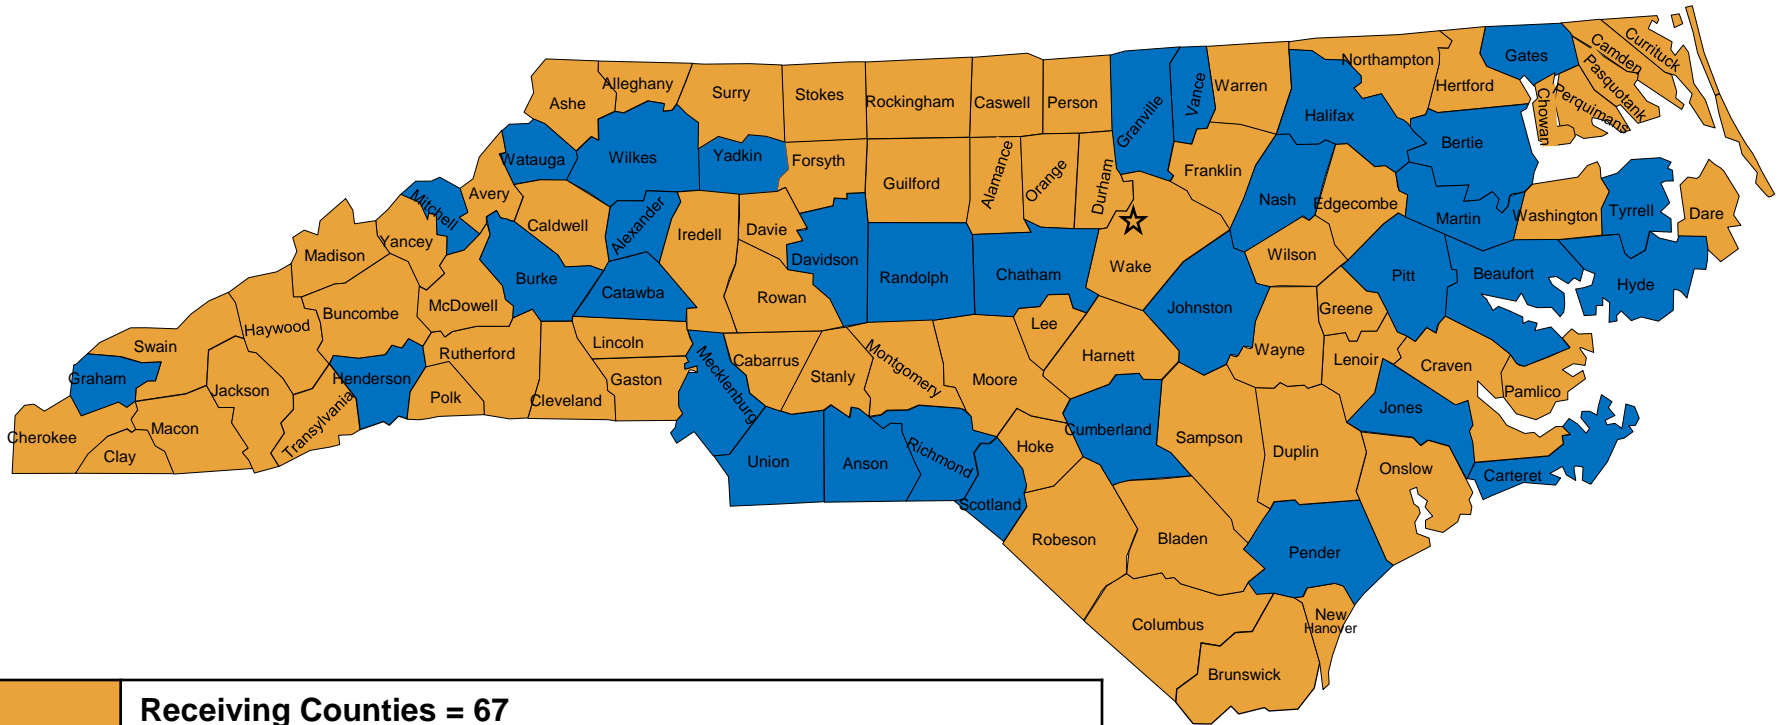 Ashe
Alleghany
Surry
Stokes
Rockingham
Caswell
Person
Granville
Vance
Warren
Northampton
Halifax
Hertford
Gates
Camden
Currituck
Pasquotank
Perquimans
Chowan
Bertie
Watauga
Wilkes
Yadkin
Forsyth
Guilford
Alamance
Orange
Durham
Franklin
Nash
Edgecombe
Martin
Washington
Tyrrell
Dare
Mitchell
Avery
Caldwell
Alexander
Iredell
Davie
Madison
Yancey
Burke
Catawba
Rowan
Davidson
Randolph
Chatham
Wake
Wilson
Pitt
Beaufort
Hyde
Johnston
Greene
Buncombe
McDowell
Haywood
Swain
Rutherford
Lincoln
Cabarrus
Stanly
Montgomery
Moore
Lee
Harnett
Wayne
Lenoir
Craven
Pamlico
Graham
Jackson
Henderson
Polk
Cleveland
Gaston
Mecklenburg
Jones
Cherokee
Macon
Clay
Transylvania
Union
Anson
Richmond
Scotland
Hoke
Cumberland
Sampson
Duplin
Onslow
Carteret
Robeson
Bladen
Pender
Columbus
Brunswick
New
Hanover
Receiving Counties = 67